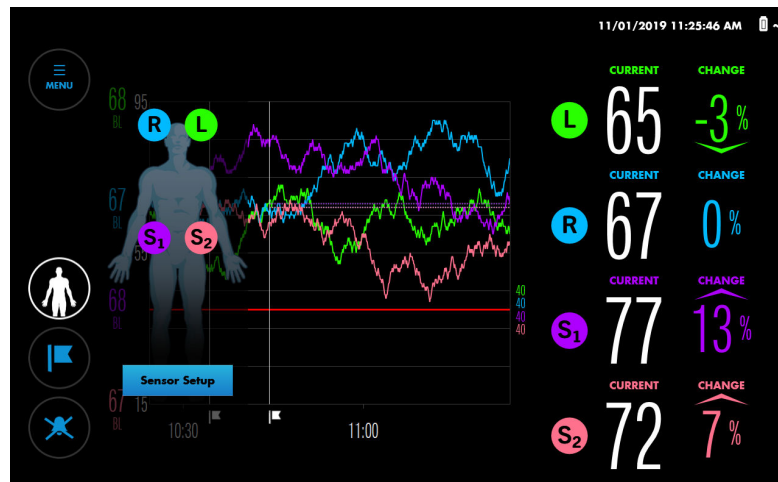 11/01/2019 11:25:46 AM
MENU
68
BL
95
R
L
67
BL
S1
S2
55
68
BL
40
40
40
40
Sensor Setup
67
BL
15
10:30
11:00
CURRENT
CHANGE
L
65
-3 %
CURRENT
CHANGE
R
67
0 %
CURRENT
CHANGE
S1
77
13 %
CURRENT
CHANGE
S2
72
7 %